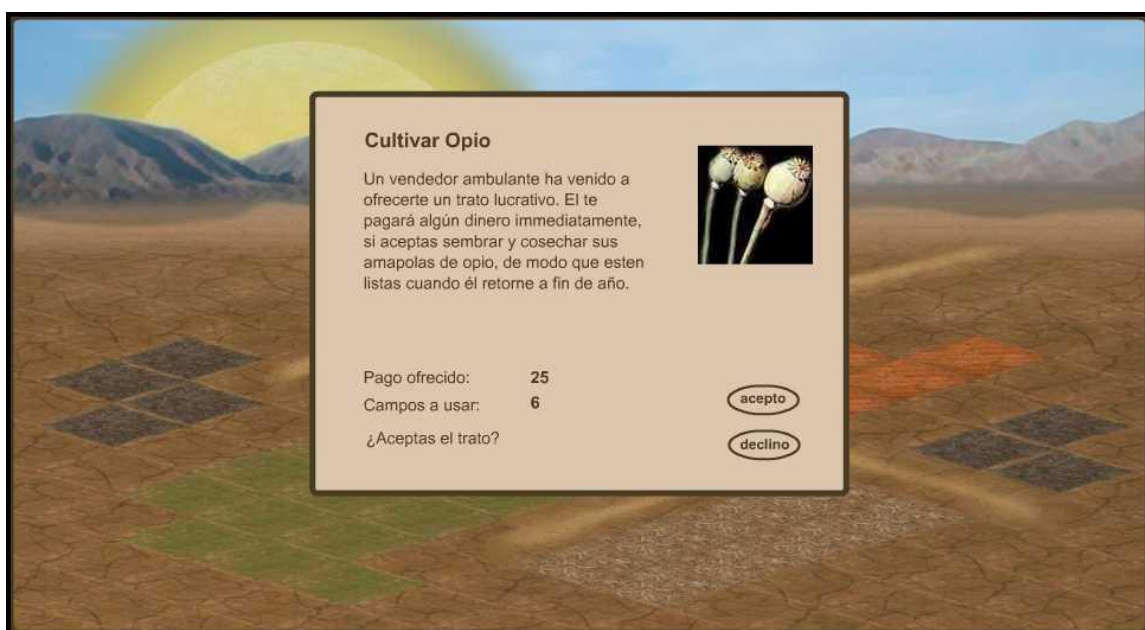 Cultivar Opio
Un vendedor ambulante ha venido a
ofrecerte un trato lucrativo. El te
pagará algún dinero immediatamente,
si aceptas sembrar y cosechar sus
amapolas de opio, de modo que esten
listas cuando él retorne a fin de año.
Pago ofrecido: 25
Campos a usar: 6
¿Aceptas el trato?
acepto
declino